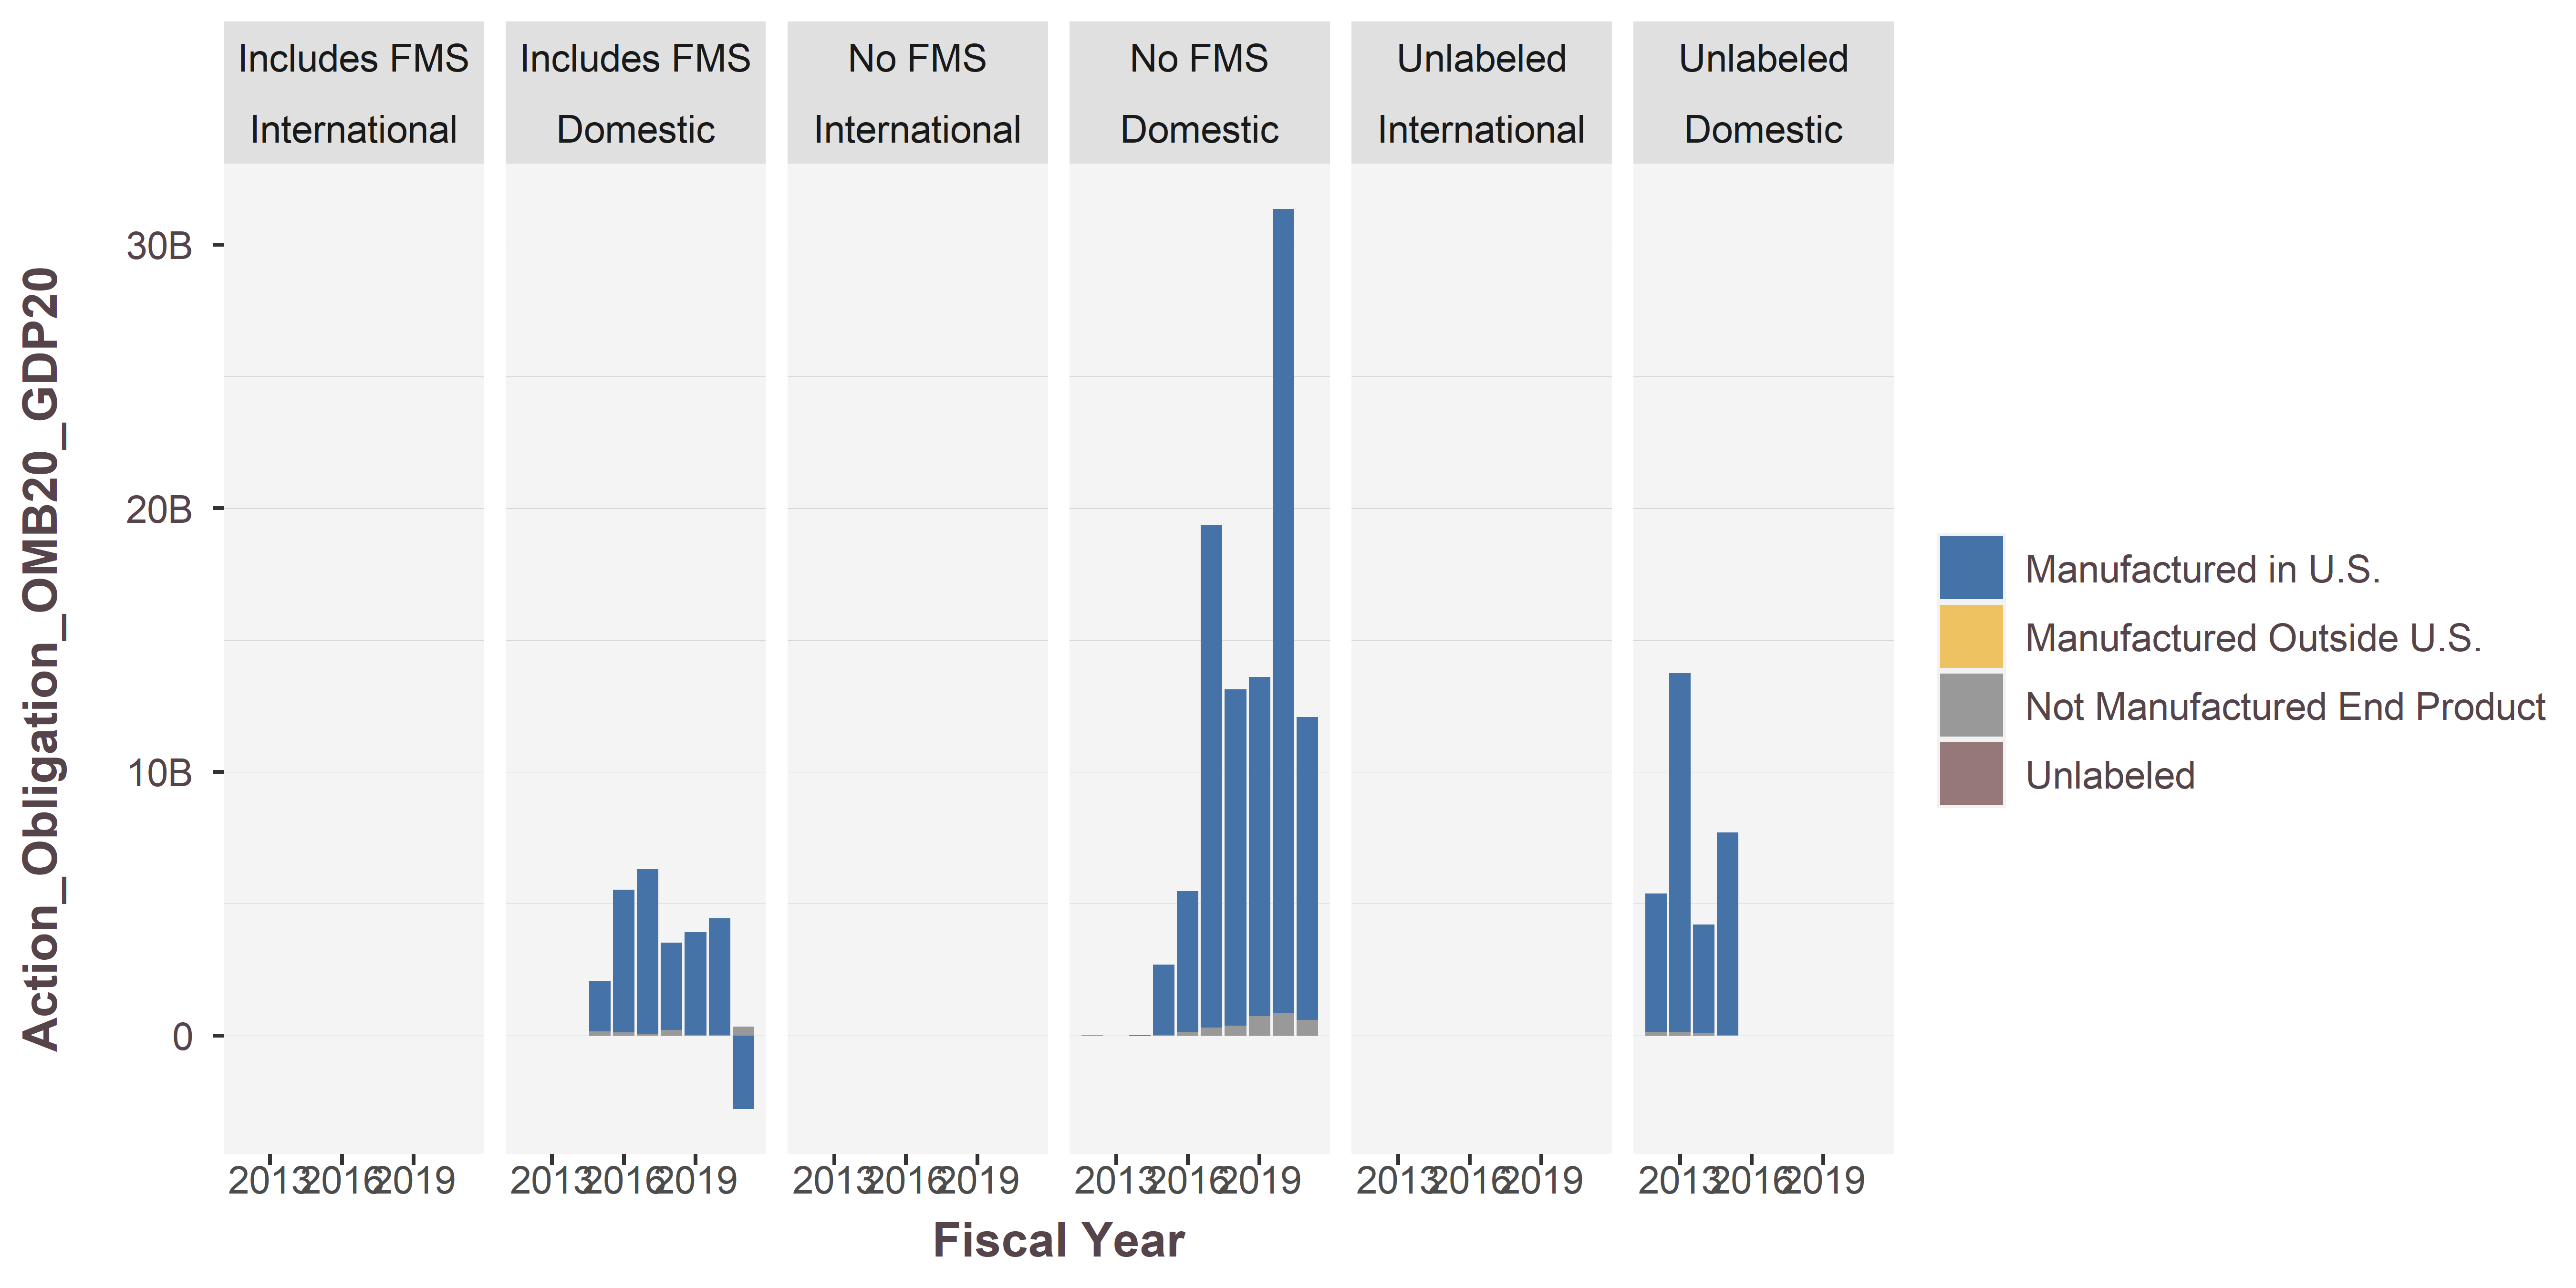 Includes FMS Includes FMS No FMS No FMS Unlabeled Unlabeled
International Domestic International Domestic International Domestic
30B
20B
10B
0
Action_Obligation_OMB20_GDP20
2013 2016 2019 2013 2016 2019 2013 2016 2019 2013 2016 2019 2013 2016 2019 2013 2016 2019
Fiscal Year
Manufactured in U.S.
Manufactured Outside U.S.
Not Manufactured End Product
Unlabeled